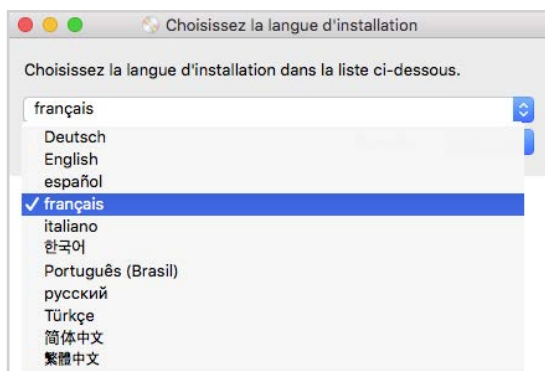 Choisissez la langue d'installation
Choisissez la langue d'installation dans la liste ci-dessous.
français
Deutsch
English
español
✓ français
italiano
한국어
Português (Brasil)
русский
Türkçe
简体中文
繁體中文